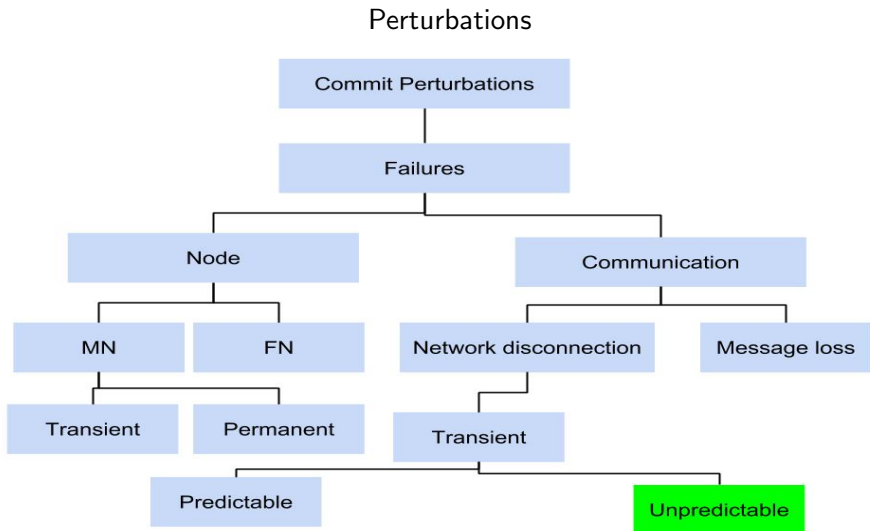 Perturbations
Commit Perturbations
Failures
Node
Communication
MN
FN
Network disconnection
Message loss
Transient
Permanent
Transient
Predictable
Unpredictable